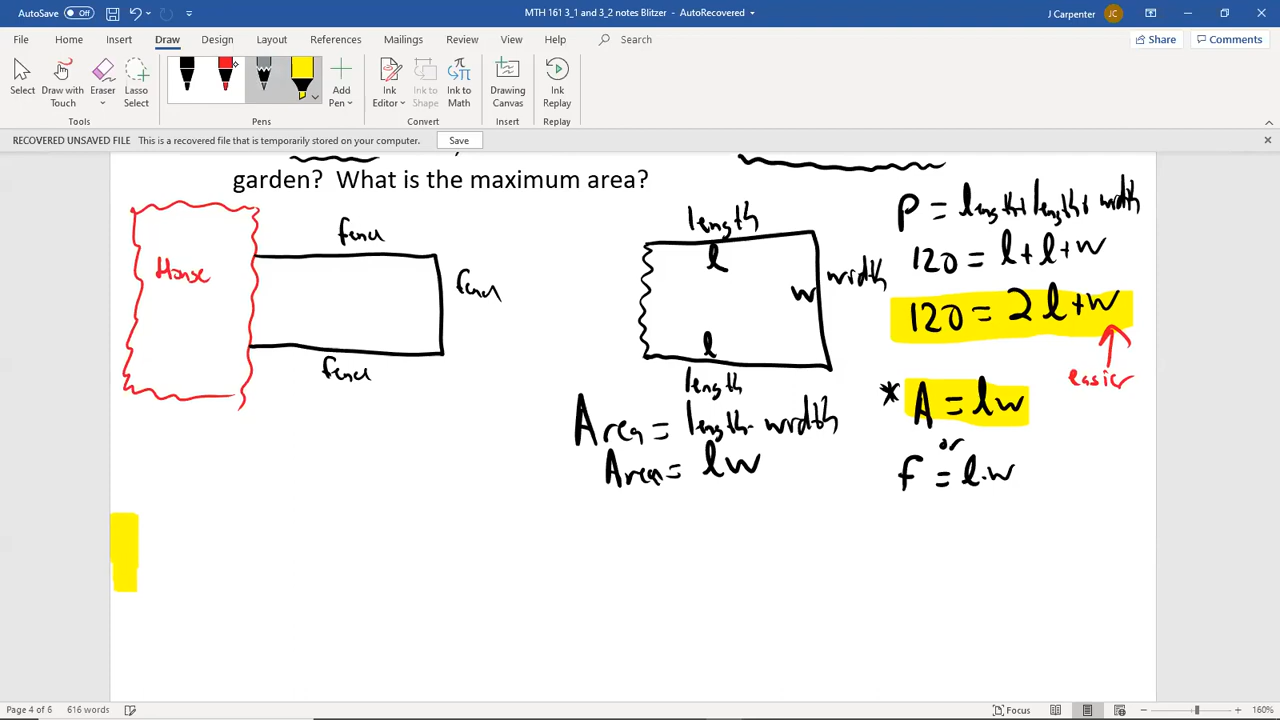 AutoSave Off
MTH 161 3_1 and 3_2 notes Blitzer - AutoRecovered
J Carpenter JC
File Home Insert Draw Design Layout References Mailings Review View Help Search
Share Comments
Select Draw with Touch Eraser Lasso Select
Add Pen
Ink Editor Ink to Shape Ink to Math Drawing Canvas Ink Replay
Tools Pens Convert Insert Replay
RECOVERED UNSAVED FILE This is a recovered file that is temporarily stored on your computer. Save
garden? What is the maximum area?
House
fence
fence
fence
length
l
w width
l
length
Area = length · width
Area = lw
P = length + length + width
120 = l + l + w
120 = 2l + w
easier
* A = lw
or
f = l·w
Page 4 of 6 616 words
Focus 160%